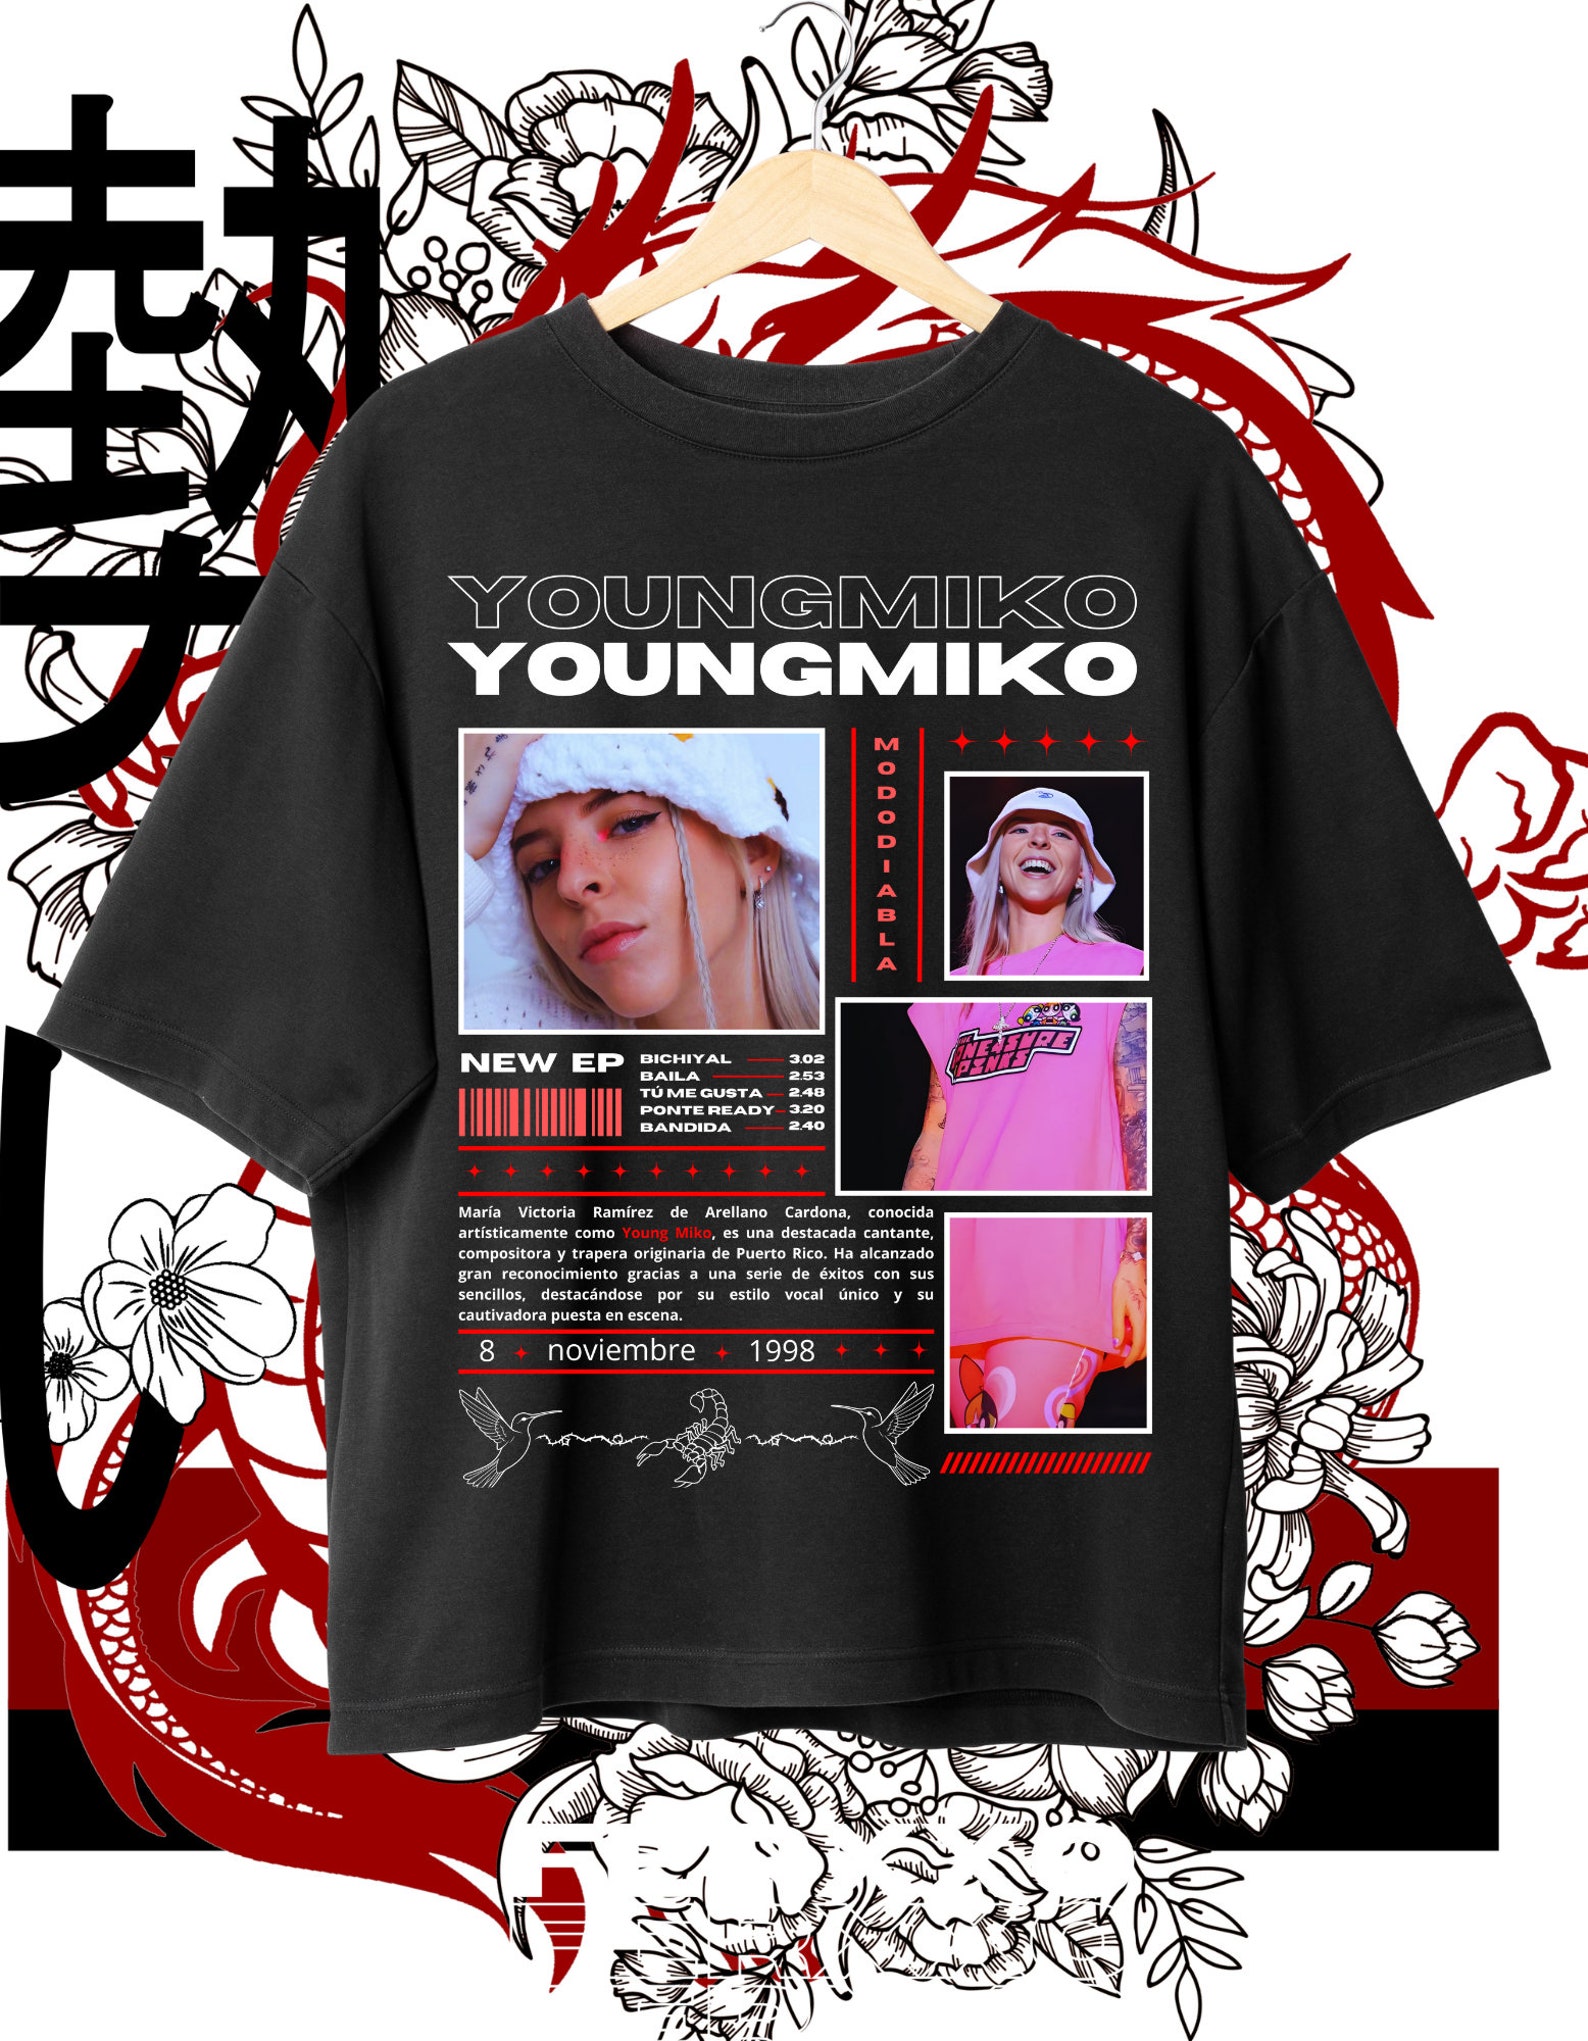 熱ナし
YOUNGMIKO
YOUNGMIKO
MODODIABLA
NEW EP
BICHIYAL 3.02
BAILA 2.53
TÚ ME GUSTA 2.48
PONTE READY 3.20
BANDIDA 2.40
María Victoria Ramírez de Arellano Cardona, conocida
artísticamente como Young Miko, es una destacada cantante,
compositora y trapera originaria de Puerto Rico. Ha alcanzado
gran reconocimiento gracias a una serie de éxitos con sus
sencillos, destacándose por su estilo vocal único y su
cautivadora puesta en escena.
8 noviembre 1998